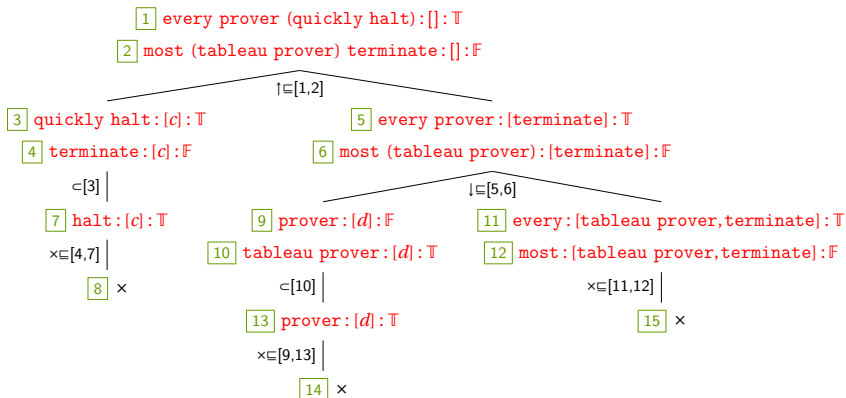 1 every prover (quickly halt) : [] : 𝕋
2 most (tableau prover) terminate : [] : 𝔽
↑⊑[1,2]
3 quickly halt : [c] : 𝕋
5 every prover : [terminate] : 𝕋
4 terminate : [c] : 𝔽
6 most (tableau prover) : [terminate] : 𝔽
⊂[3]
↓⊑[5,6]
7 halt : [c] : 𝕋
9 prover : [d] : 𝔽
11 every : [tableau prover,terminate] : 𝕋
10 tableau prover : [d] : 𝕋
12 most : [tableau prover,terminate] : 𝔽
×⊑[4,7]
⊂[10]
×⊑[11,12]
8 ×
13 prover : [d] : 𝕋
15 ×
×⊑[9,13]
14 ×